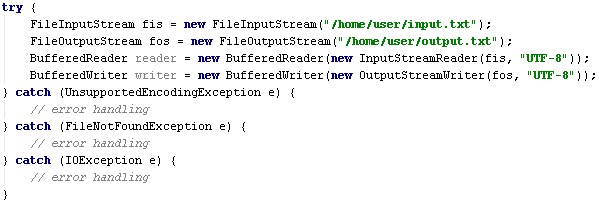 try {
    FileInputStream fis = new FileInputStream("/home/user/input.txt");
    FileOutputStream fos = new FileOutputStream("/home/user/output.txt");
    BufferedReader reader = new BufferedReader(new InputStreamReader(fis, "UTF-8"));
    BufferedWriter writer = new BufferedWriter(new OutputStreamWriter(fos, "UTF-8"));
} catch (UnsupportedEncodingException e) {
    // error handling
} catch (FileNotFoundException e) {
    // error handling
} catch (IOException e) {
    // error handling
}